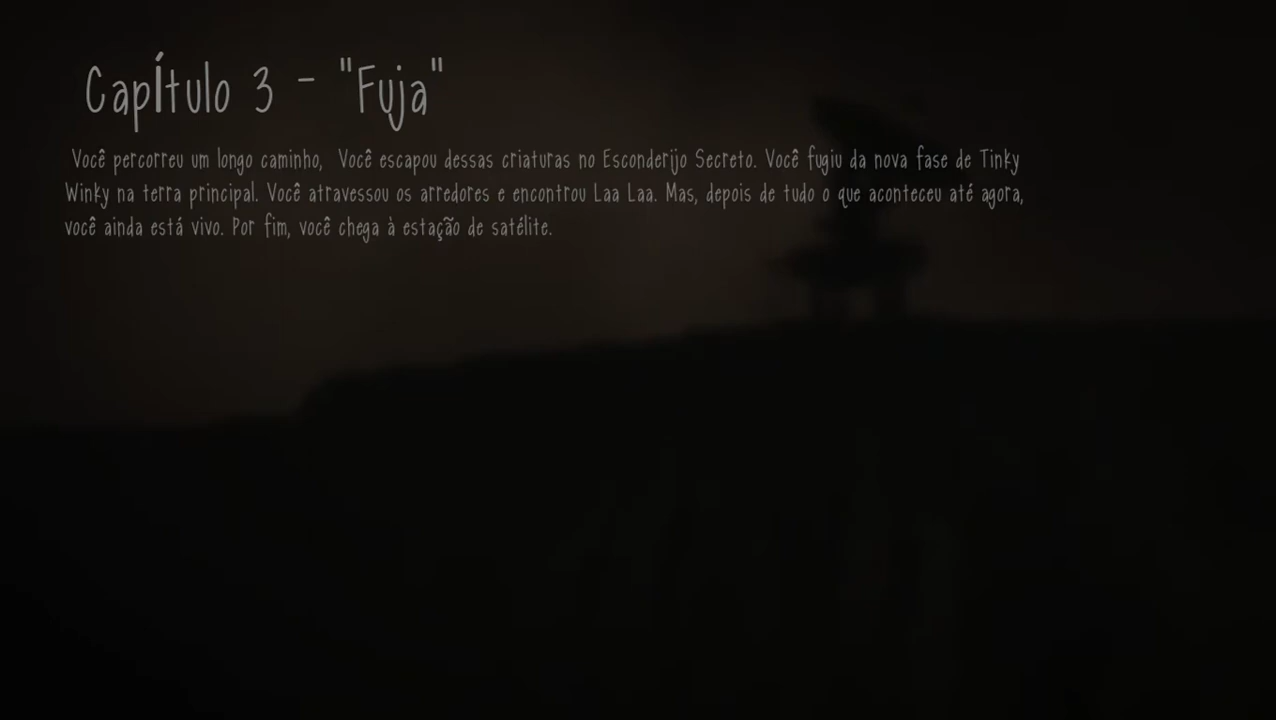 Capítulo 3 - "Fuja"
Você percorreu um longo caminho, Você escapou dessas criaturas no Esconderijo Secreto. Você fugiu da nova fase de Tinky
Winky na terra principal. Você atravessou os arredores e encontrou Laa Laa. Mas, depois de tudo o que aconteceu até agora,
você ainda está vivo. Por fim, você chega à estação de satélite.